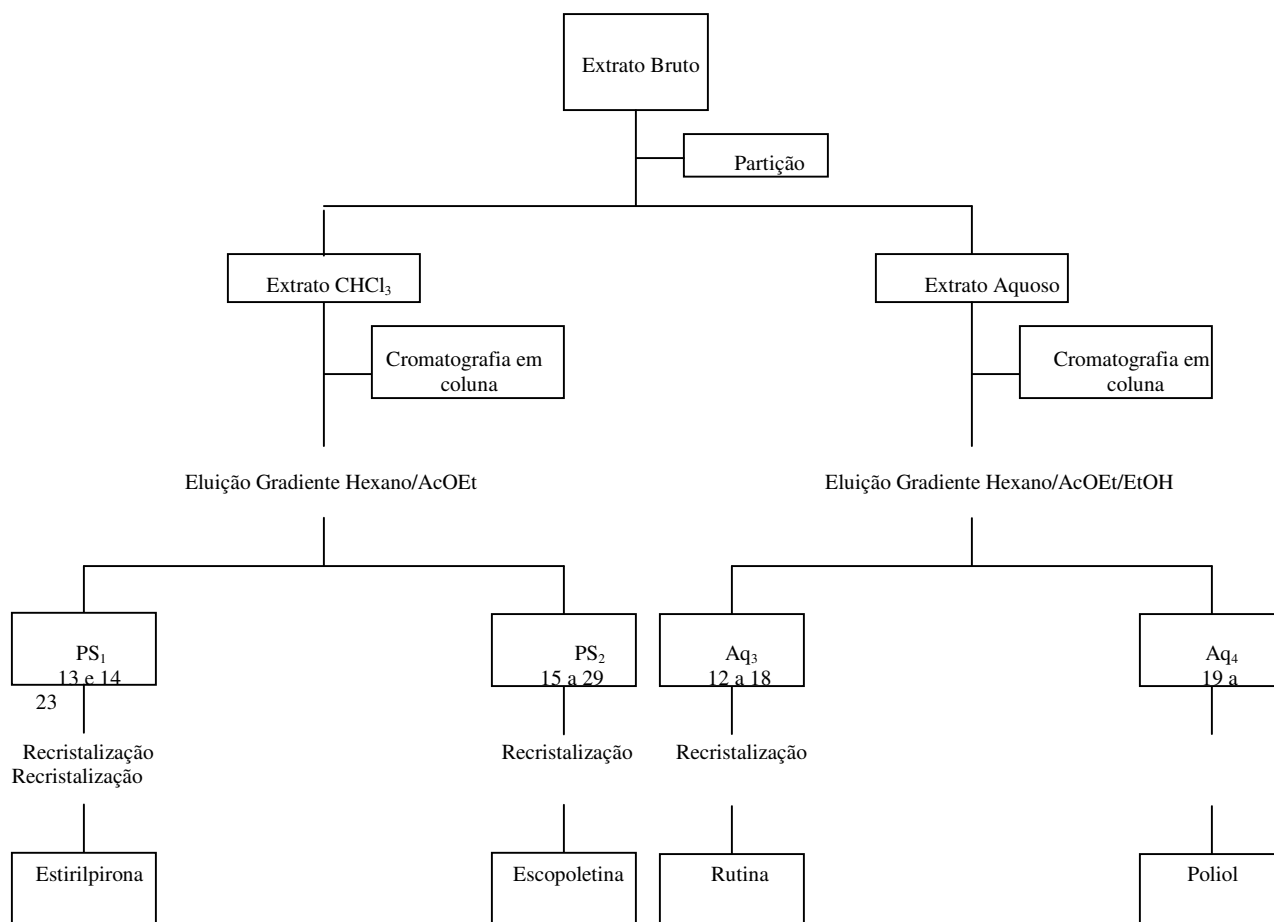 Extrato Bruto
Partição
Extrato CHCl₃
Extrato Aquoso
Cromatografia em
coluna
Cromatografia em
coluna
Eluição Gradiente Hexano/AcOEt
Eluição Gradiente Hexano/AcOEt/EtOH
PS₁
13 e 14
23
PS₂
15 a 29
Aq₃
12 a 18
Aq₄
19 a
Recristalização
Recristalização
Recristalização
Recristalização
Estirilpirona
Escopoletina
Rutina
Poliol